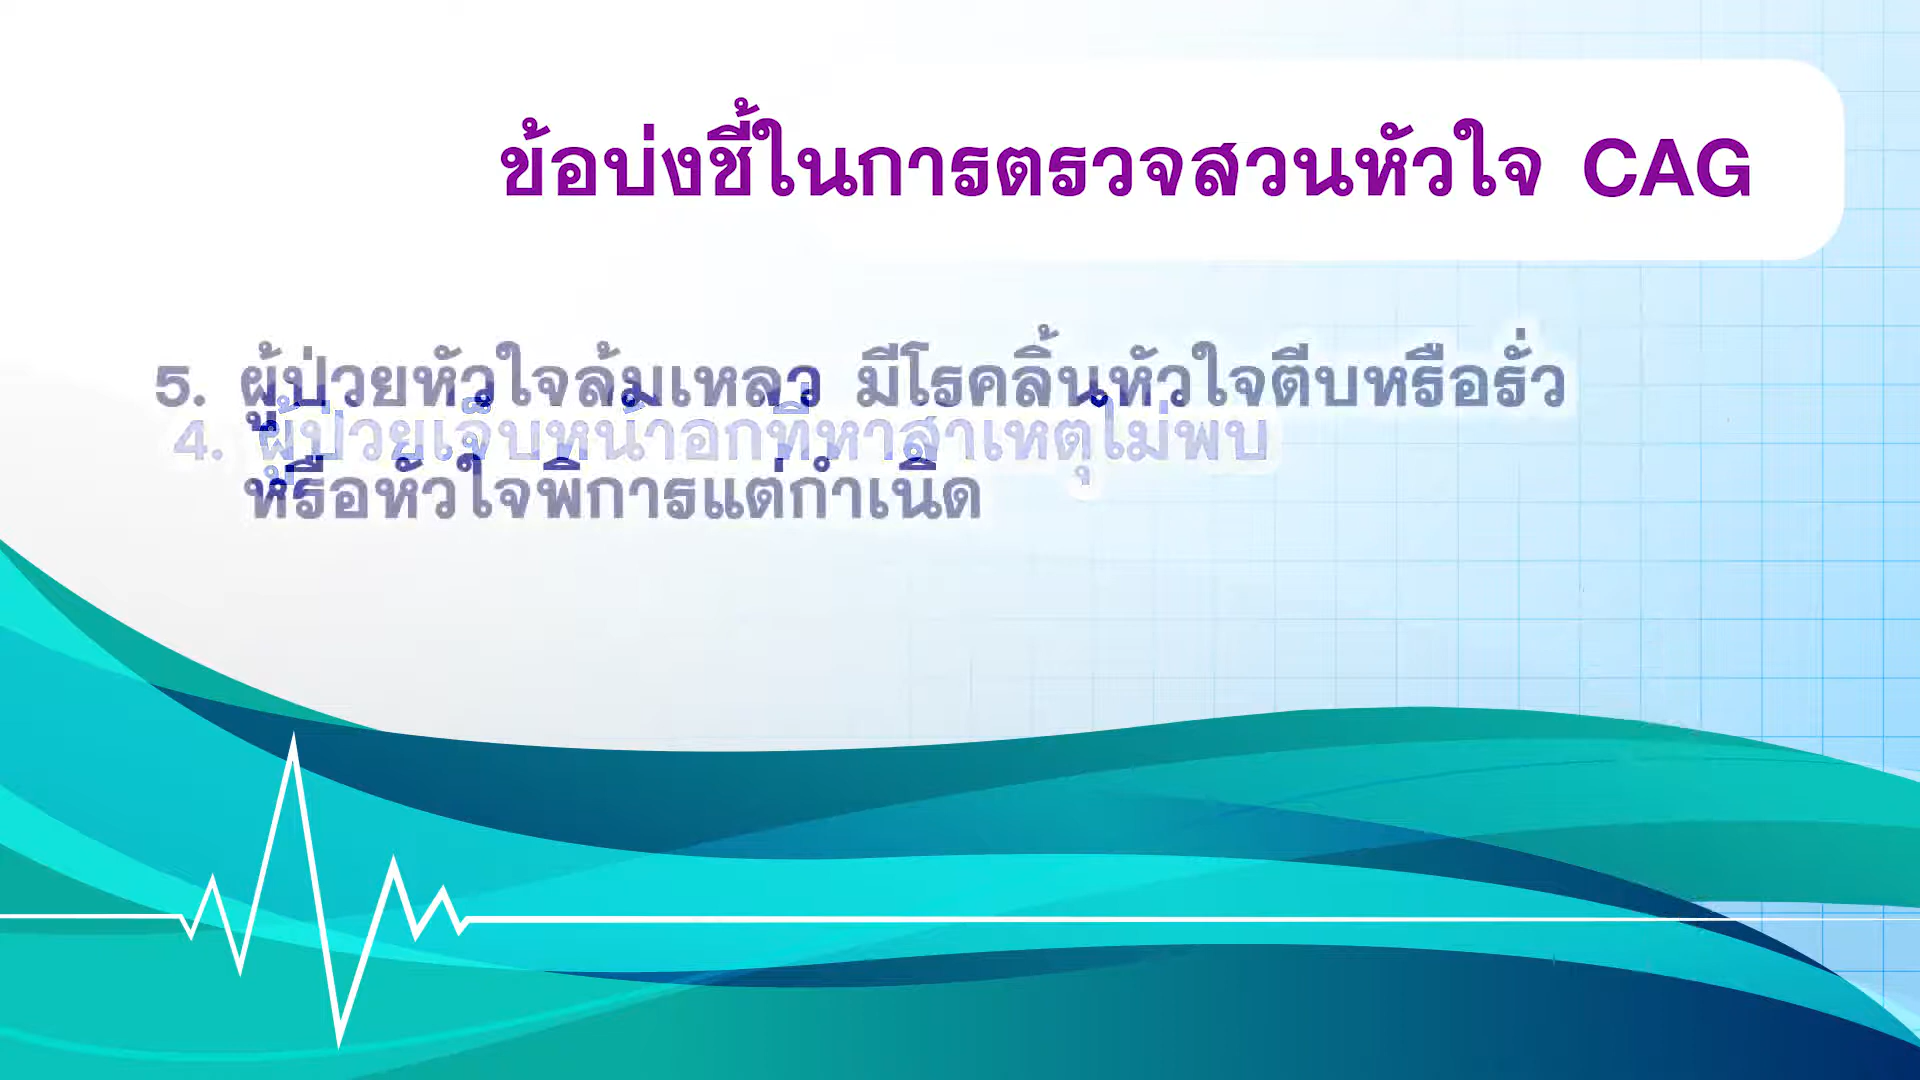 ข้อบ่งชี้ในการตรวจสวนหัวใจ CAG
5. ผู้ป่วยหัวใจล้มเหลว มีโรคลิ้นหัวใจตีบหรือรั่ว
4. ผู้ป่วยเจ็บหน้าอกที่หาสาเหตุไม่พบ
หรือหัวใจพิการแต่กำเนิด